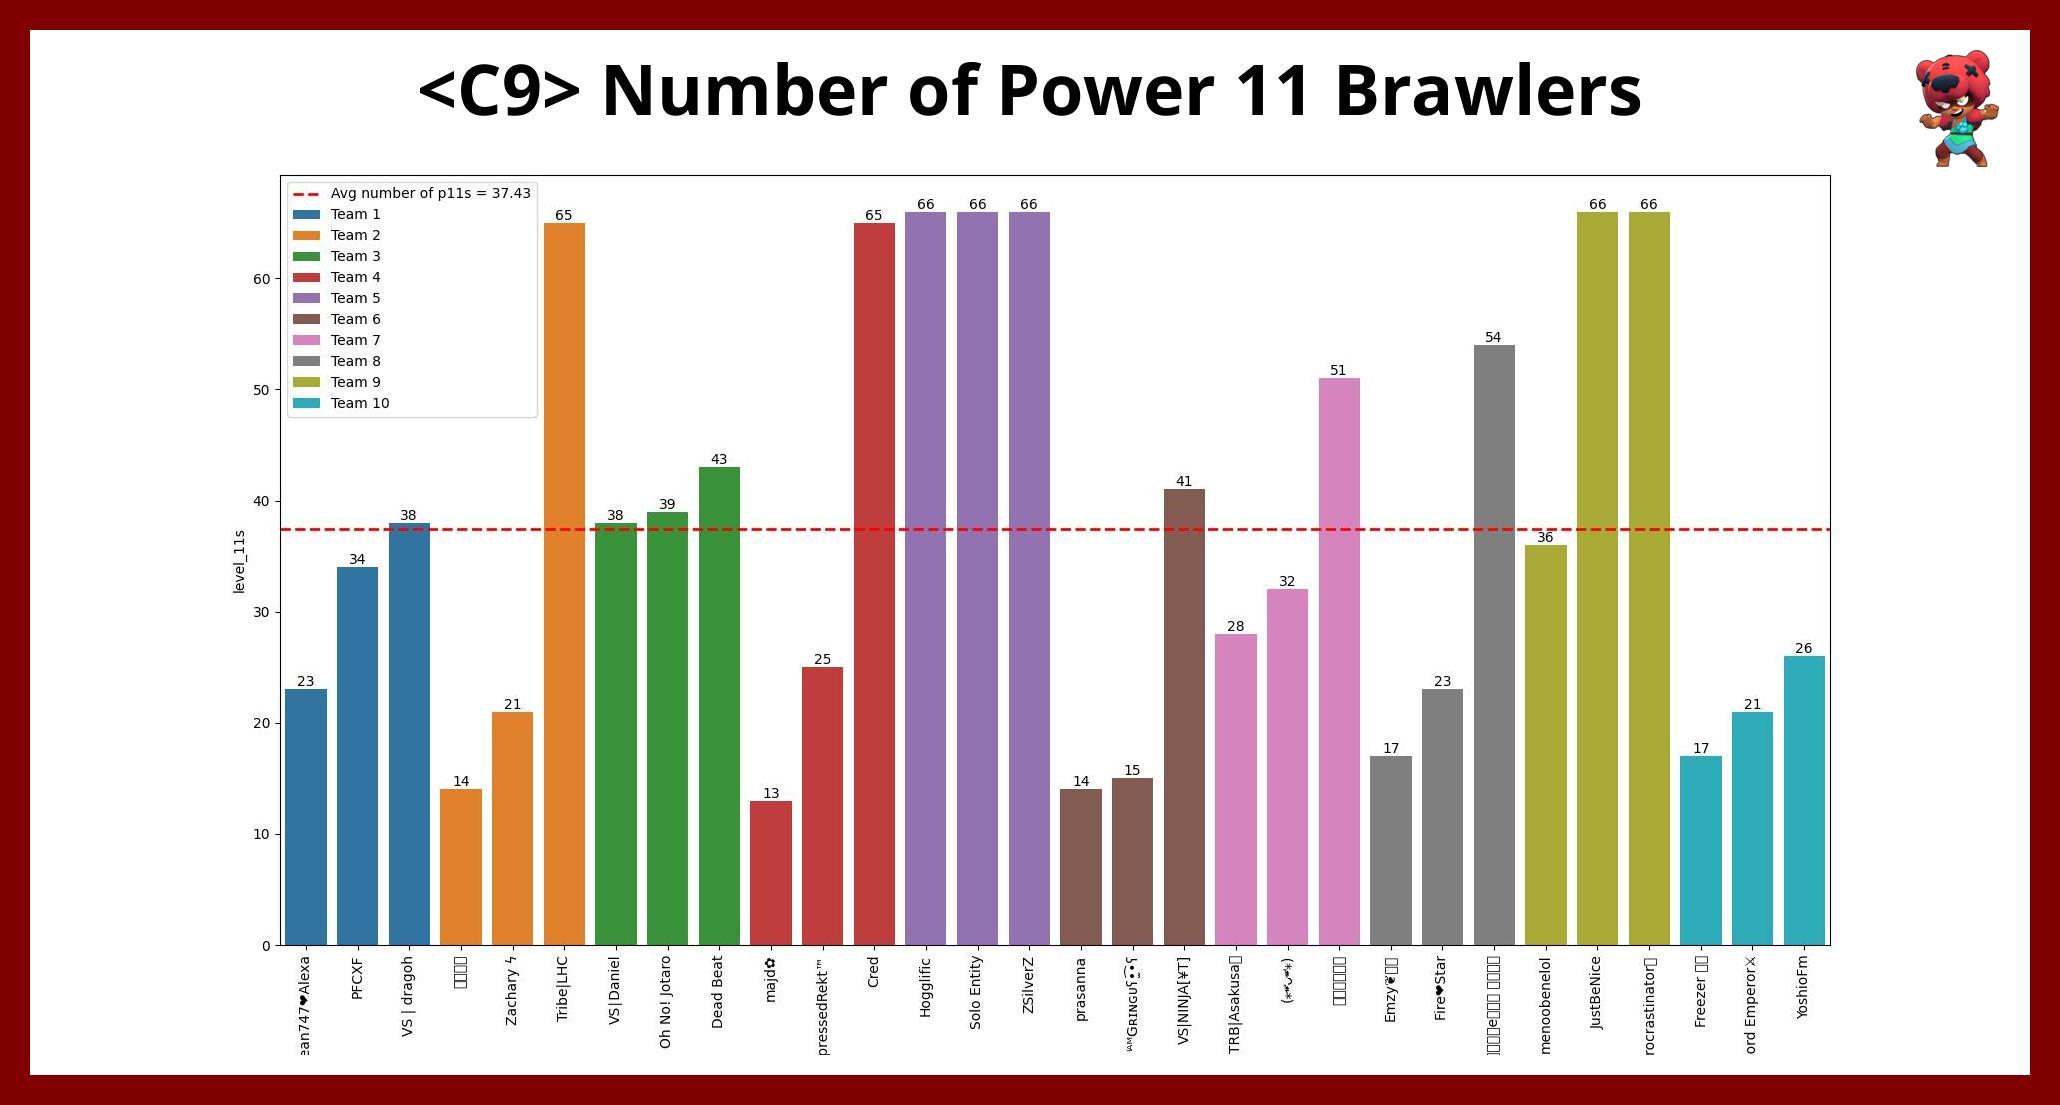 <C9> Number of Power 11 Brawlers
Avg number of p11s = 37.43
Team 1
Team 2
Team 3
Team 4
Team 5
Team 6
Team 7
Team 8
Team 9
Team 10
level_11s
60
50
40
30
20
10
0
23
34
38
14
21
65
38
39
43
13
25
65
66
66
66
14
15
41
28
32
51
17
23
54
36
66
66
17
21
26
ean747❤Alexa
PFCXF
VS | dragoh
Zachary ϟ
Tribe|LHC
VS|Daniel
Oh No! Jotaro
Dead Beat
majd✿
pressedRekt™
Cred
Hogglific
Solo Entity
ZSilverZ
prasanna
VS|NINJA[¥T]
TRB|Asakusa
Emzy
Fire❤Star
menoobenelol
JustBeNice
rocrastinator
Freezer
ord Emperor⚔
YoshioFm